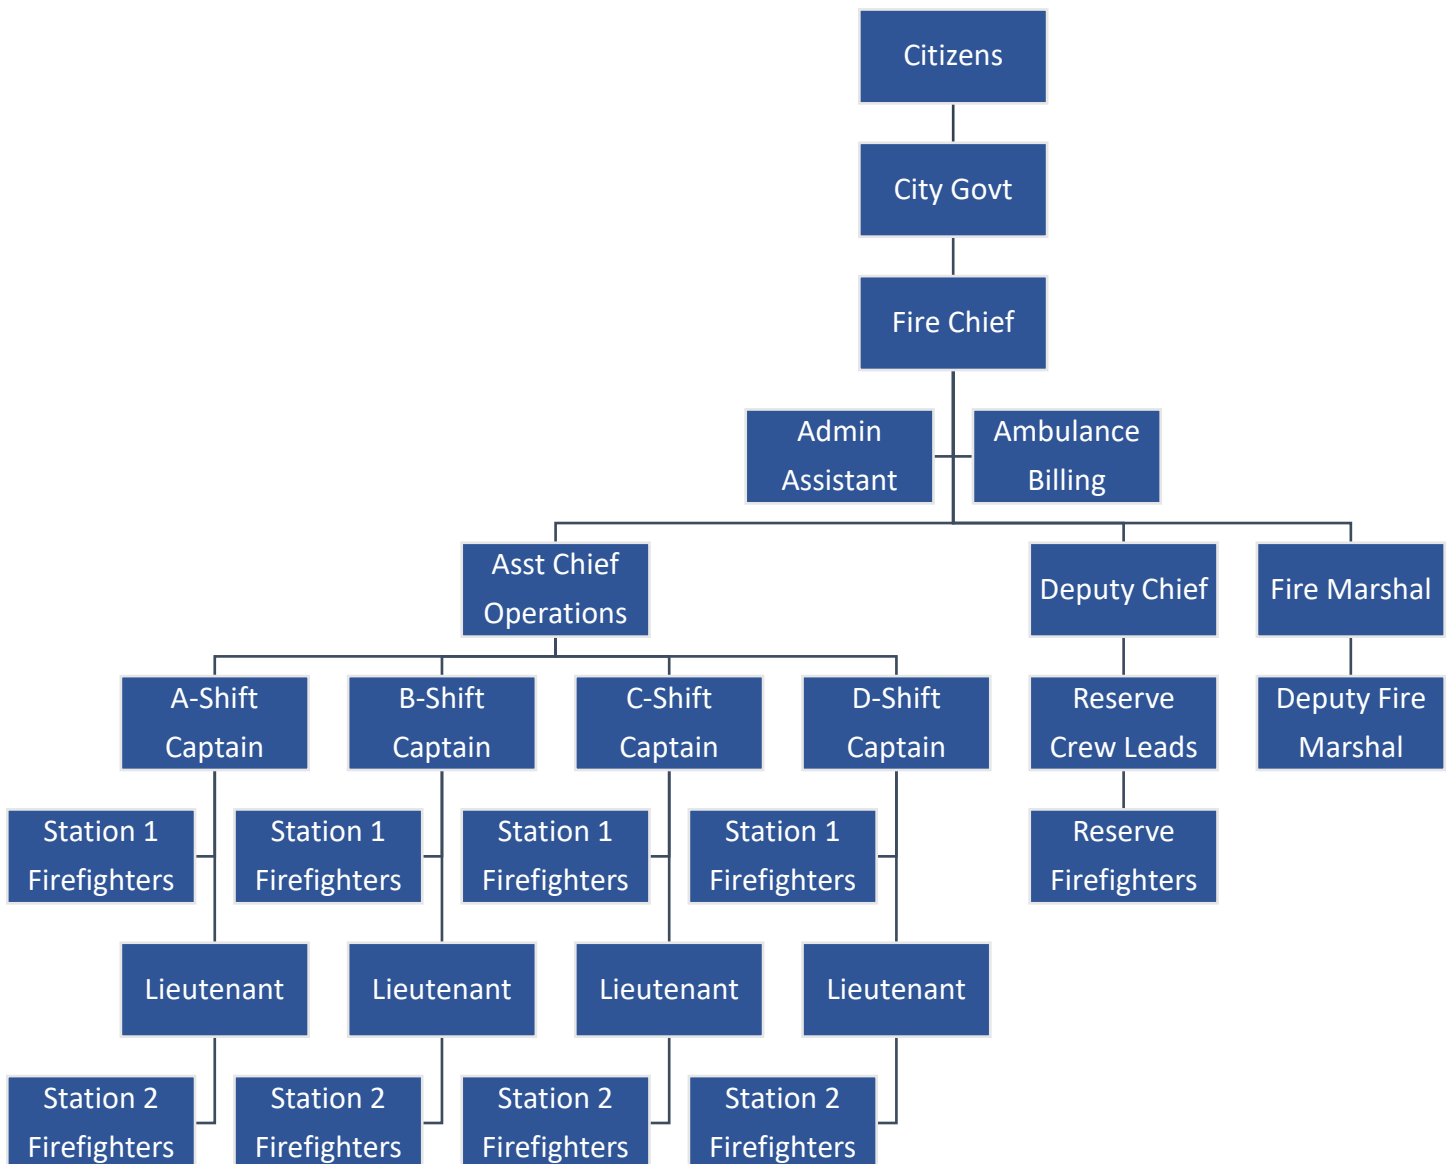 Citizens
City Govt
Fire Chief
Admin
Assistant
Ambulance
Billing
Asst Chief
Operations
Deputy Chief
Fire Marshal
A-Shift
Captain
B-Shift
Captain
C-Shift
Captain
D-Shift
Captain
Reserve
Crew Leads
Deputy Fire
Marshal
Station 1
Firefighters
Station 1
Firefighters
Station 1
Firefighters
Station 1
Firefighters
Reserve
Firefighters
Lieutenant
Lieutenant
Lieutenant
Lieutenant
Station 2
Firefighters
Station 2
Firefighters
Station 2
Firefighters
Station 2
Firefighters